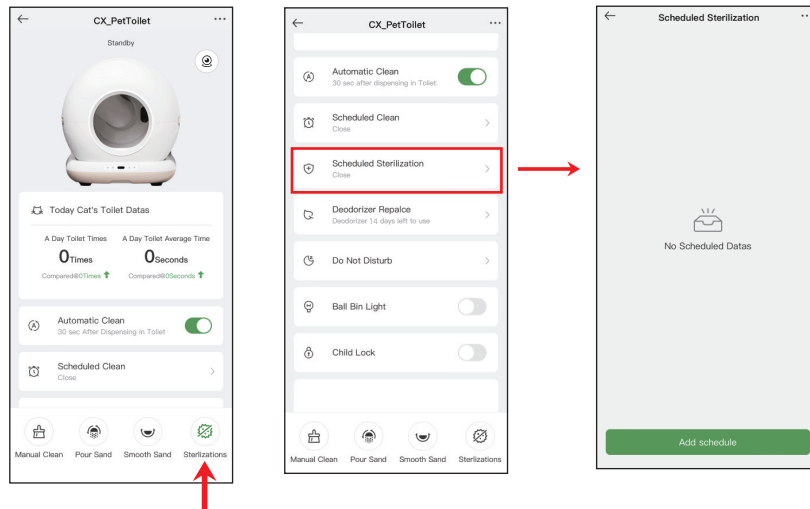 CX_PetToilet
Standby
Today Cat's Toilet Datas
A Day Toilet Times
A Day Toilet Average Time
0Times
0Seconds
Compared@0Times
Compared@0Seconds
Automatic Clean
30 sec After Dispensing in Toliet
Scheduled Clean
Close
Manual Clean
Pour Sand
Smooth Sand
Sterlizations
CX_PetToilet
Automatic Clean
30 sec after dispensing in Toliet.
Scheduled Clean
Close
Scheduled Sterilization
Close
Deodorizer Repalce
Deodorizer 14 days left to use
Do Not Disturb
Ball Bin Light
Child Lock
Manual Clean
Pour Sand
Smooth Sand
Sterlizations
Scheduled Sterilization
No Scheduled Datas
Add schedule